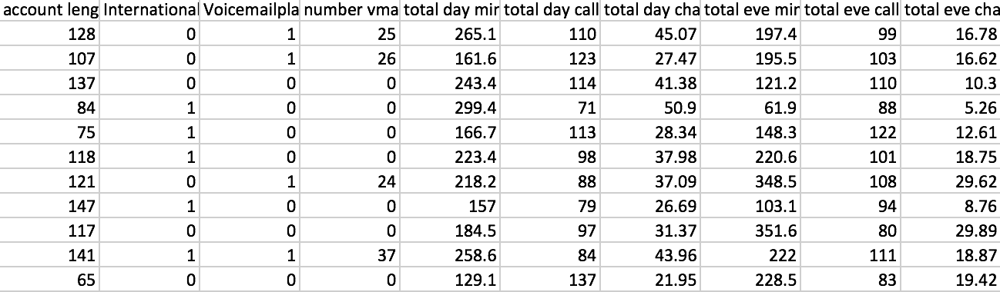 account leng International Voicemailpla number vma total day mir total day call total day cha total eve mir total eve call total eve cha
128 0 1 25 265.1 110 45.07 197.4 99 16.78
107 0 1 26 161.6 123 27.47 195.5 103 16.62
137 0 0 0 243.4 114 41.38 121.2 110 10.3
84 1 0 0 299.4 71 50.9 61.9 88 5.26
75 1 0 0 166.7 113 28.34 148.3 122 12.61
118 1 0 0 223.4 98 37.98 220.6 101 18.75
121 0 1 24 218.2 88 37.09 348.5 108 29.62
147 1 0 0 157 79 26.69 103.1 94 8.76
117 0 0 0 184.5 97 31.37 351.6 80 29.89
141 1 1 37 258.6 84 43.96 222 111 18.87
65 0 0 0 129.1 137 21.95 228.5 83 19.42